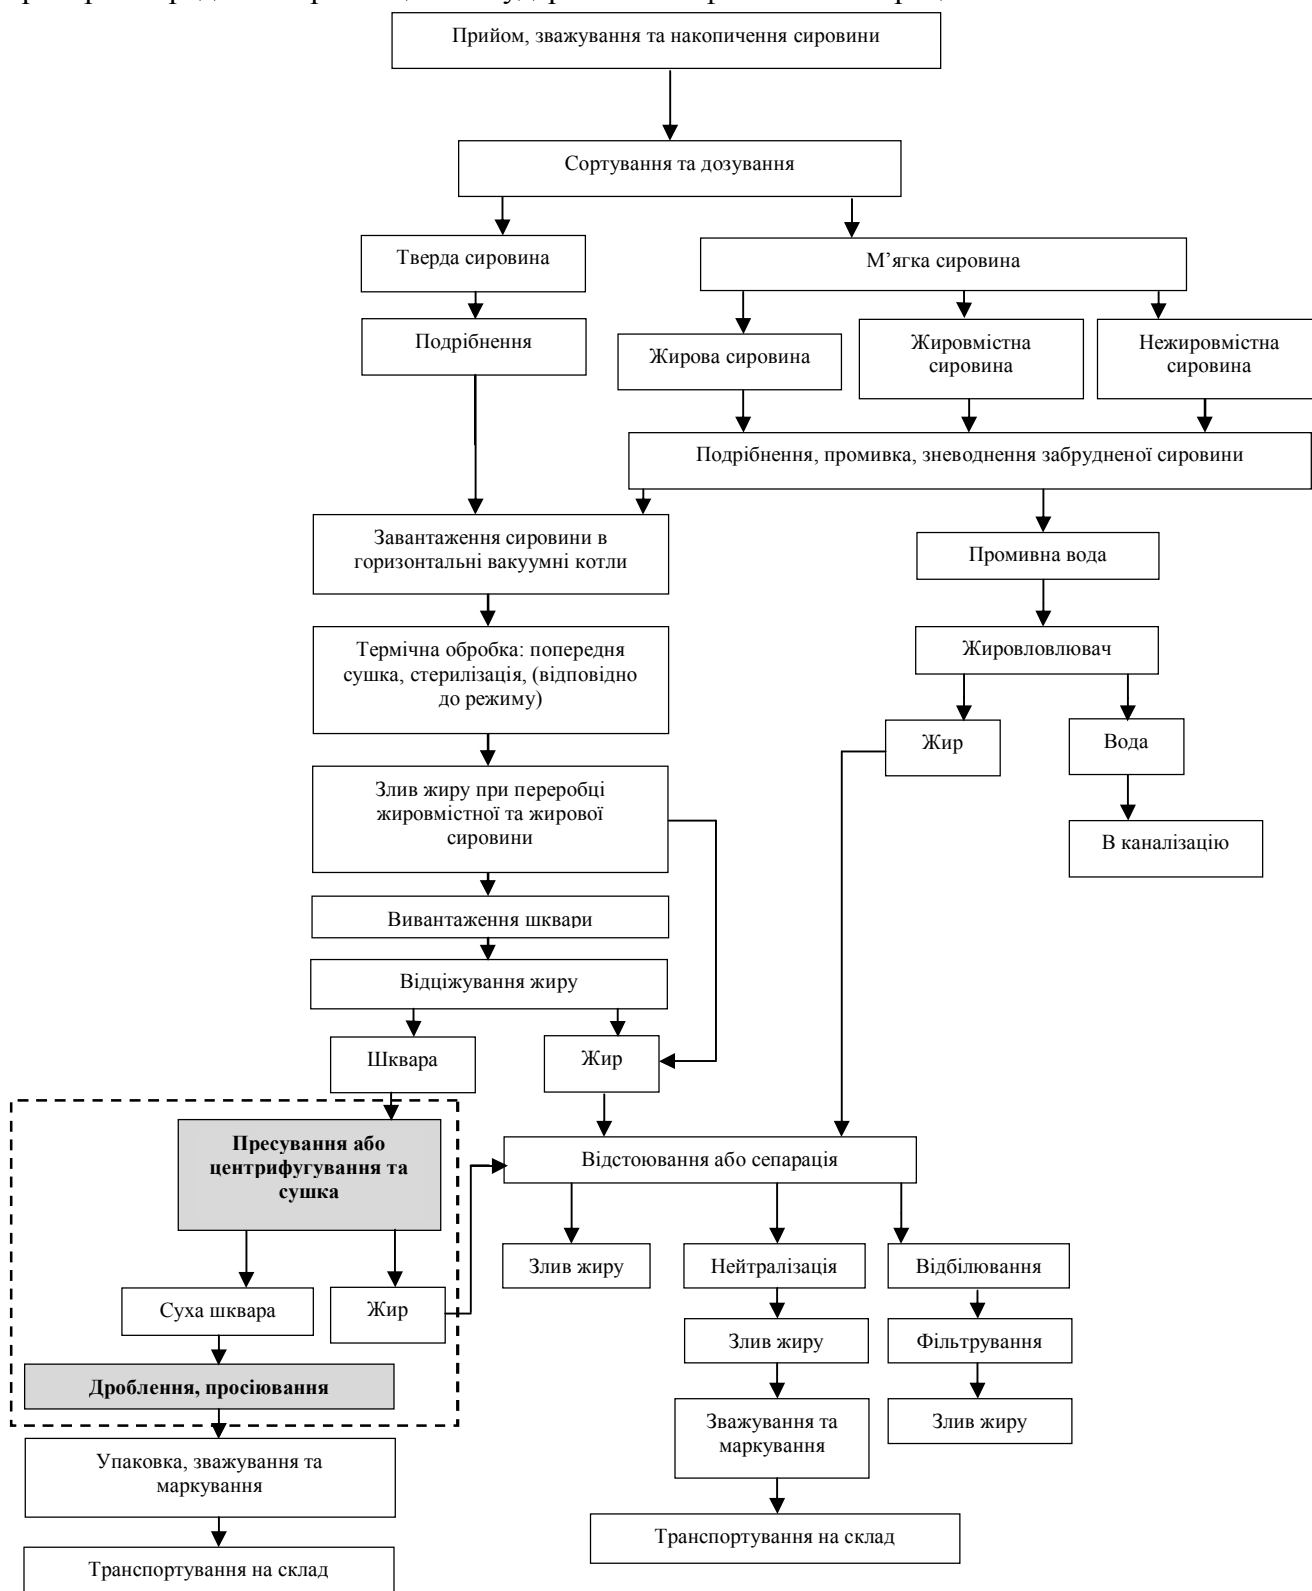 Прийом, зважування та накопичення сировини
Сортування та дозування
Тверда сировина
М’ягка сировина
Подрібнення
Жирова сировина
Жировмістна
сировина
Нежировмістна
сировина
Подрібнення, промивка, зневоднення забрудненої сировини
Завантаження сировини в
горизонтальні вакуумні котли
Промивна вода
Термічна обробка: попередня
сушка, стерилізація, (відповідно
до режиму)
Жировловлювач
Жир
Вода
Злив жиру при переробці
жировмістної та жирової
сировини
В каналізацію
Вивантаження шквари
Відціжування жиру
Шквара
Жир
Пресування або
центрифугування та
сушка
Відстоювання або сепарація
Злив жиру
Нейтралізація
Відбілювання
Суха шквара
Жир
Злив жиру
Фільтрування
Дроблення, просіювання
Зважування та
маркування
Злив жиру
Упаковка, зважування та
маркування
Транспортування на склад
Транспортування на склад